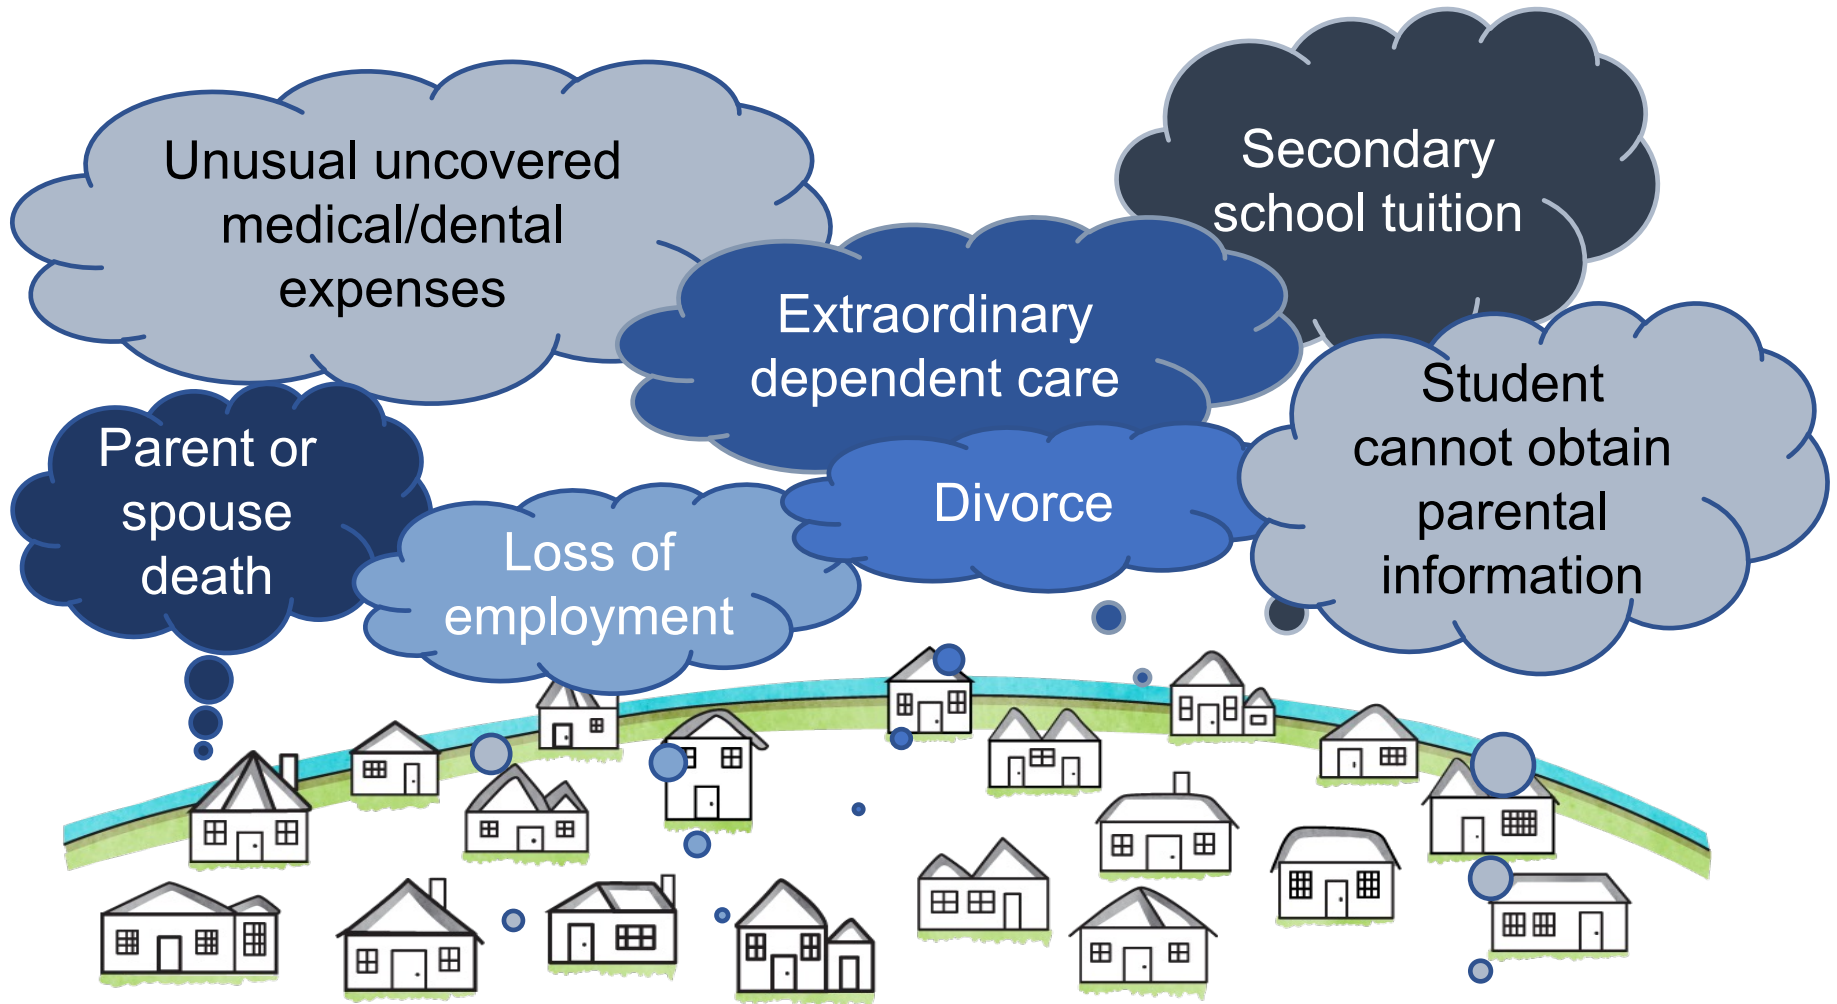 Unusual uncovered
medical/dental
expenses
Secondary
school tuition
Extraordinary
dependent care
Student
cannot obtain
parental
information
Parent or
spouse
death
Loss of
employment
Divorce